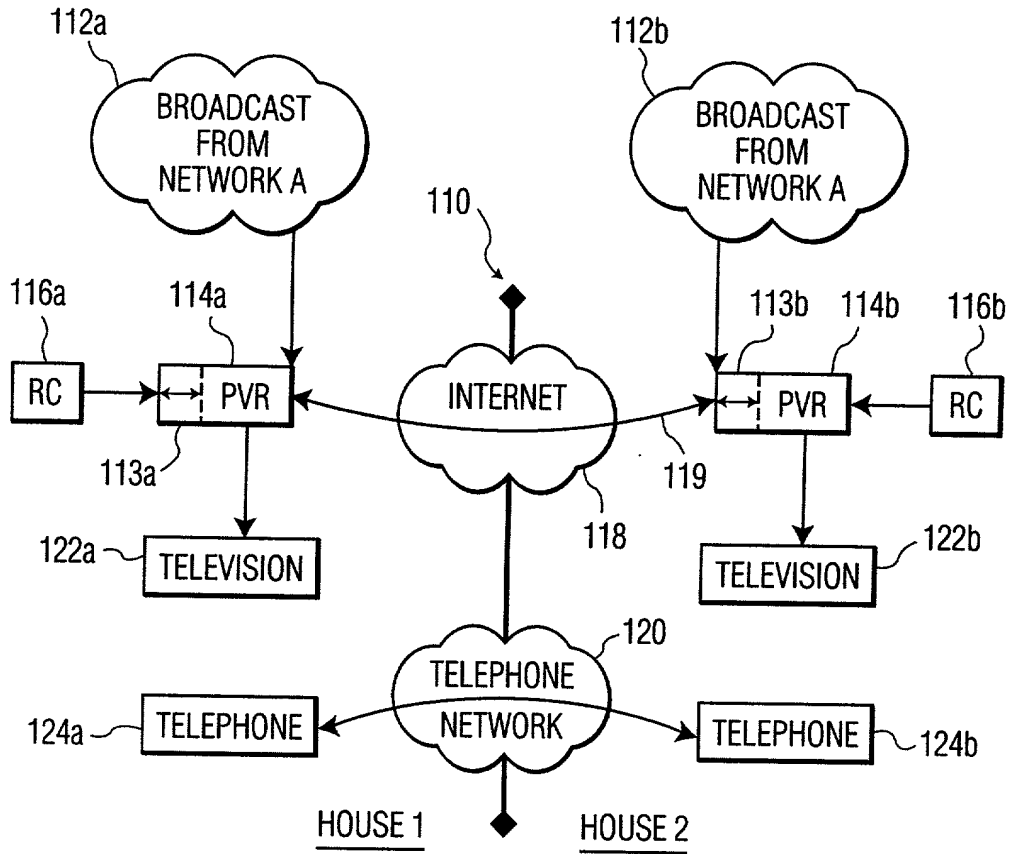 112a
112b
BROADCAST
FROM
NETWORK A
BROADCAST
FROM
NETWORK A
110
116a
114a
113b
114b
116b
RC
PVR
INTERNET
PVR
RC
113a
119
118
122a
TELEVISION
122b
TELEVISION
120
TELEPHONE
NETWORK
124a
TELEPHONE
TELEPHONE
124b
HOUSE 1
HOUSE 2